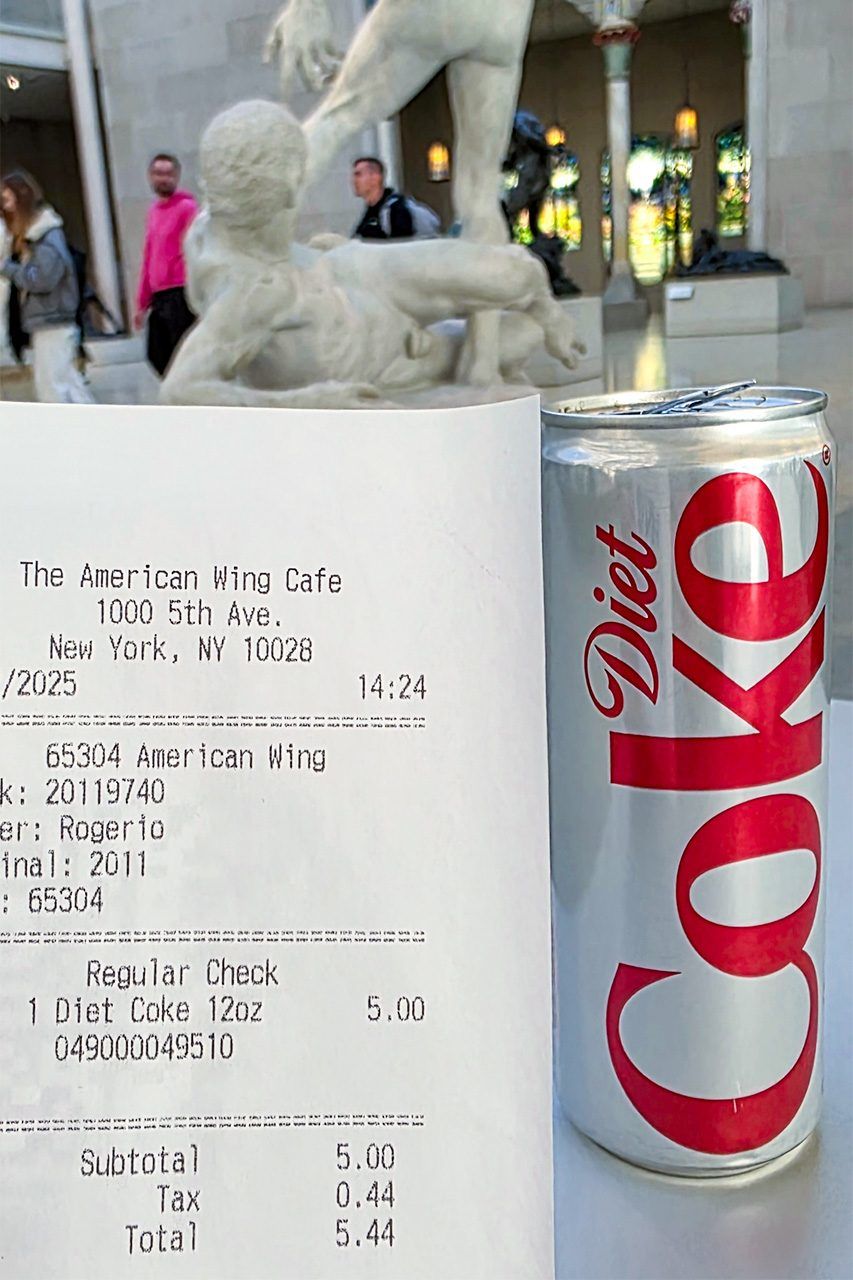 The American Wing Cafe
1000 5th Ave.
New York, NY 10028
/2025 14:24
65304 American Wing
k: 20119740
er: Rogerio
inal: 2011
: 65304
Regular Check
1 Diet Coke 12oz 5.00
049000049510
Subtotal 5.00
Tax 0.44
Total 5.44
Diet
Coke
®